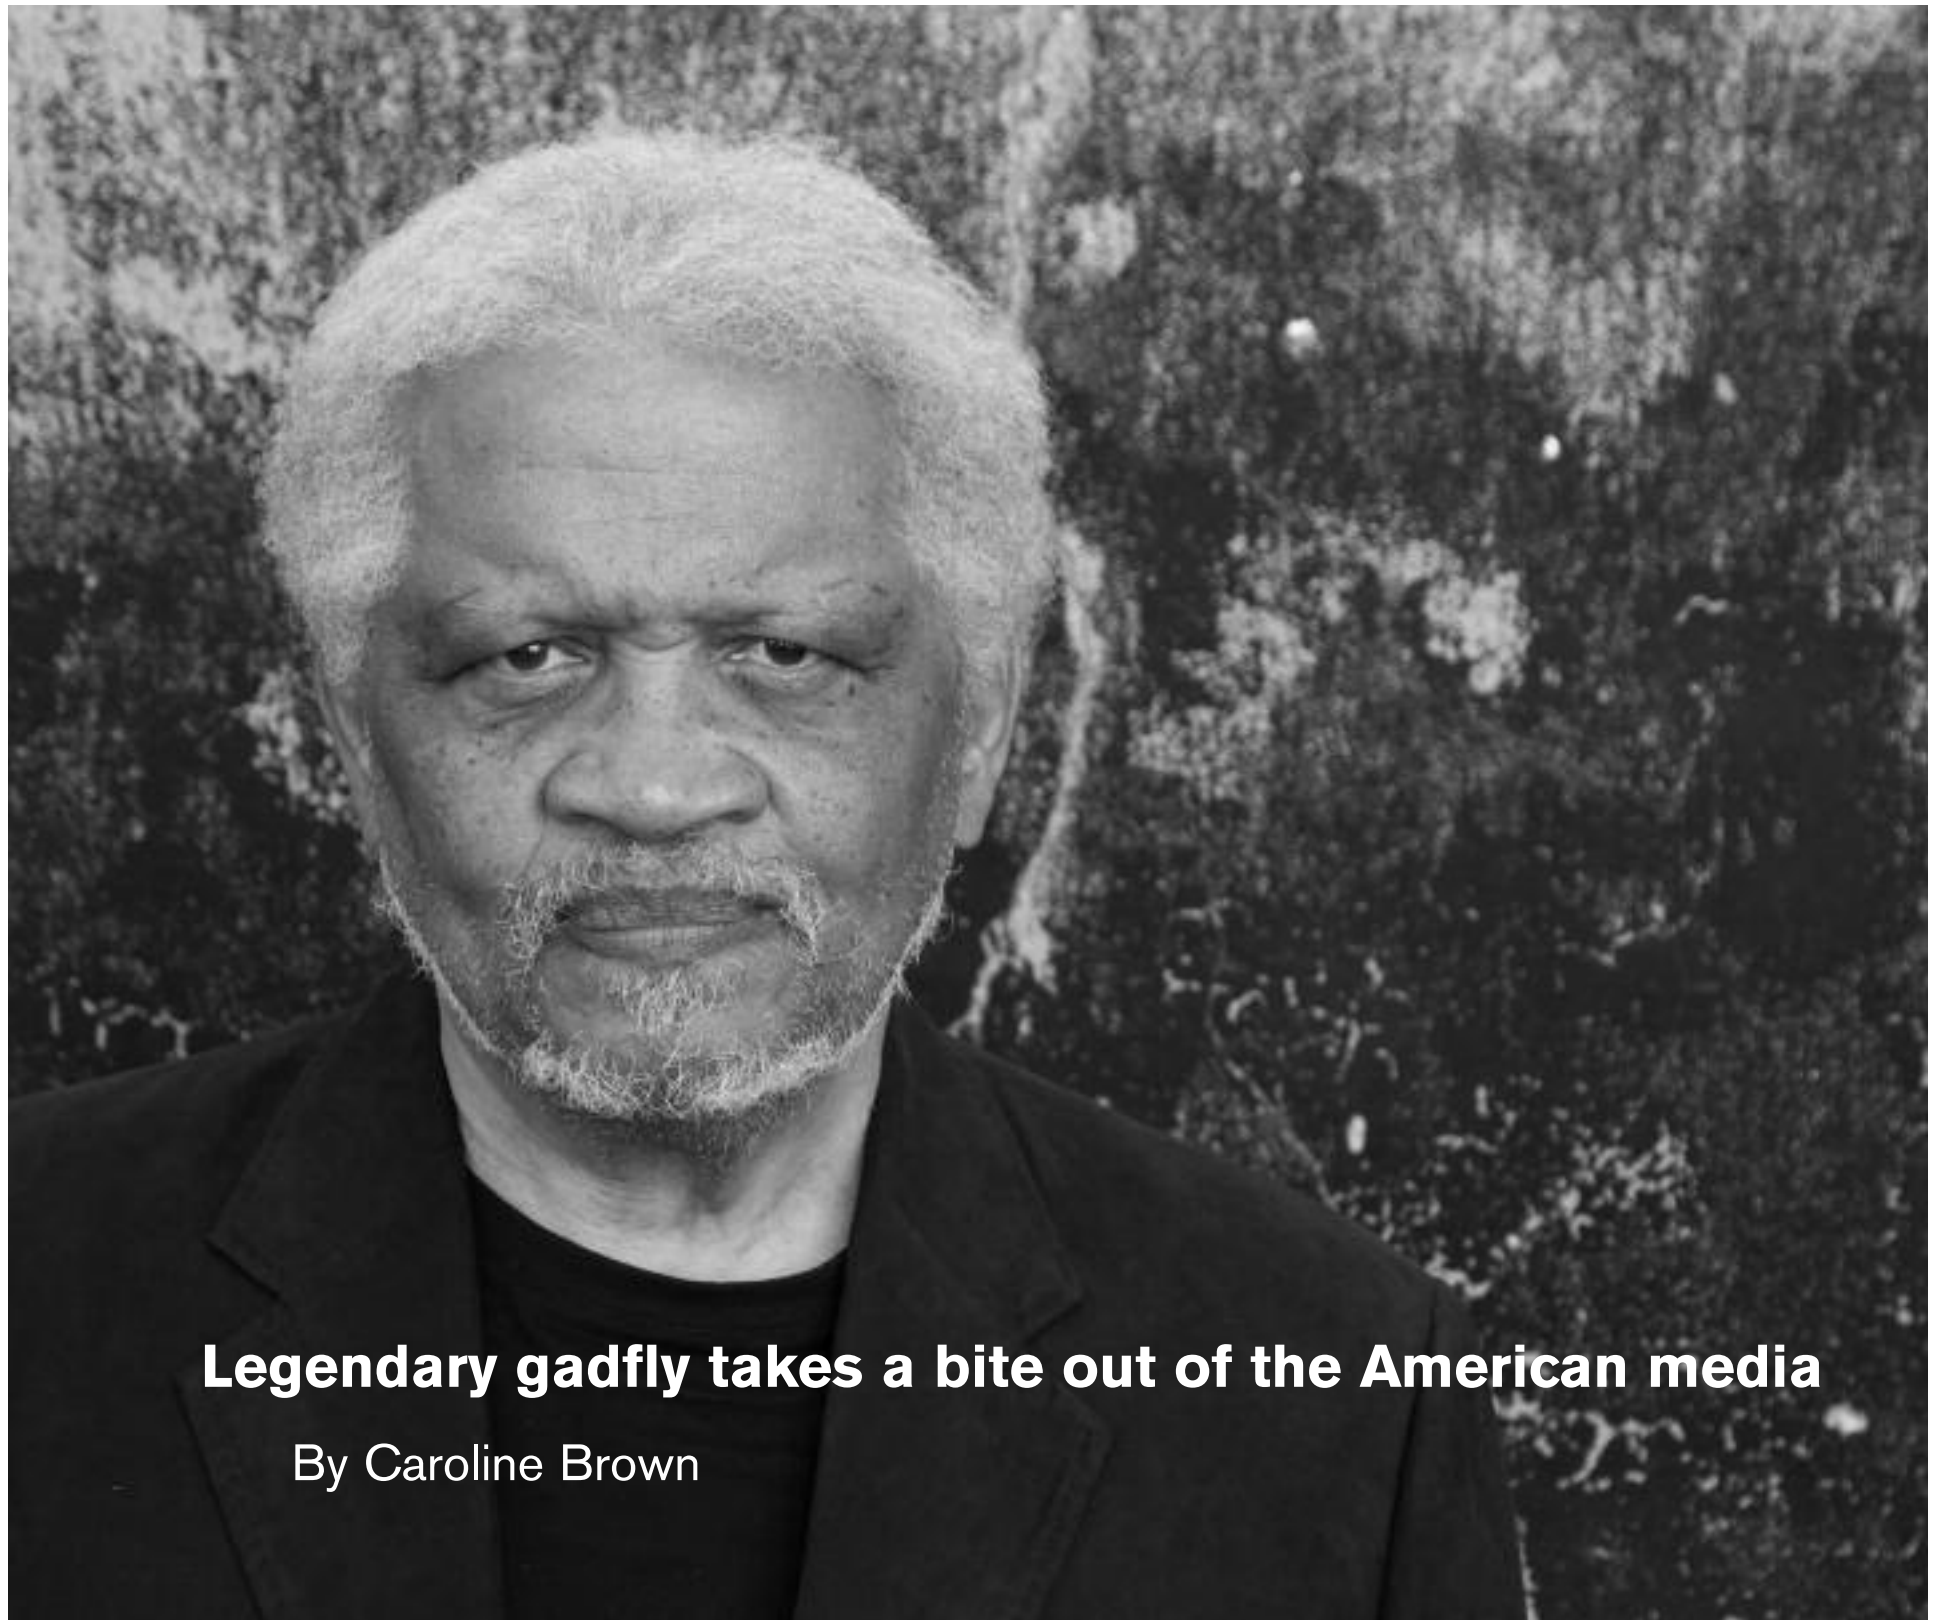 Legendary gadfly takes a bite out of the American media
By Caroline Brown